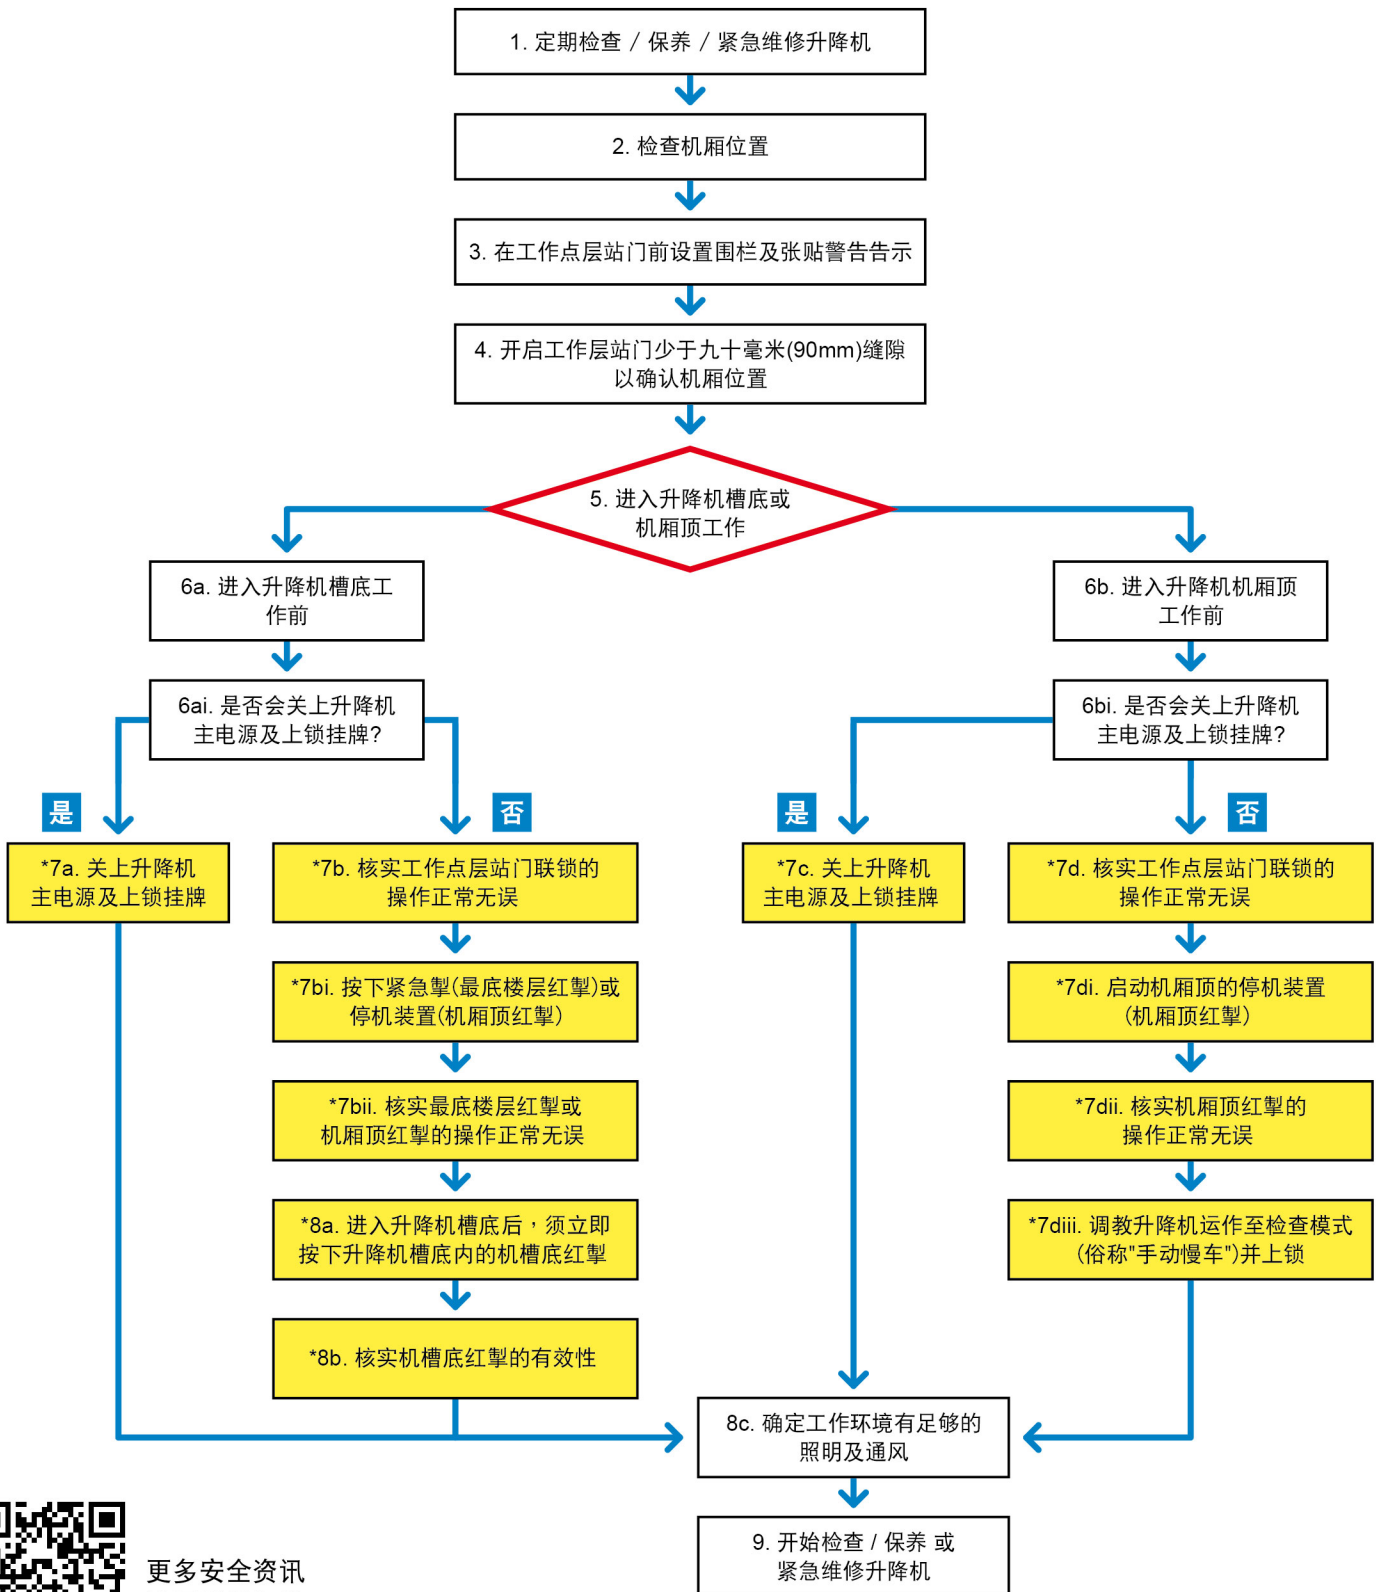 1. 定期检查 / 保养 / 紧急维修升降机
2. 检查机厢位置
3. 在工作点层站门前设置围栏及张贴警告告示
4. 开启工作层站门少于九十毫米(90mm)缝隙
以确认机厢位置
5. 进入升降机槽底或
机厢顶工作
6a. 进入升降机槽底工
作前
6b. 进入升降机机厢顶
工作前
6ai. 是否会关上升降机
主电源及上锁挂牌?
6bi. 是否会关上升降机
主电源及上锁挂牌?
是
否
是
否
*7a. 关上升降机
主电源及上锁挂牌
*7b. 核实工作点层站门联锁的
操作正常无误
*7c. 关上升降机
主电源及上锁挂牌
*7d. 核实工作点层站门联锁的
操作正常无误
*7bi. 按下紧急掣(最底楼层红掣)或
停机装置(机厢顶红掣)
*7di. 启动机厢顶的停机装置
(机厢顶红掣)
*7bii. 核实最底楼层红掣或
机厢顶红掣的操作正常无误
*7dii. 核实机厢顶红掣的
操作正常无误
*8a. 进入升降机槽底后，须立即
按下升降机槽底内的机槽底红掣
*7diii. 调教升降机运作至检查模式
(俗称"手动慢车")并上锁
*8b. 核实机槽底红掣的有效性
8c. 确定工作环境有足够的
照明及通风
9. 开始检查 / 保养 或
紧急维修升降机
更多安全资讯